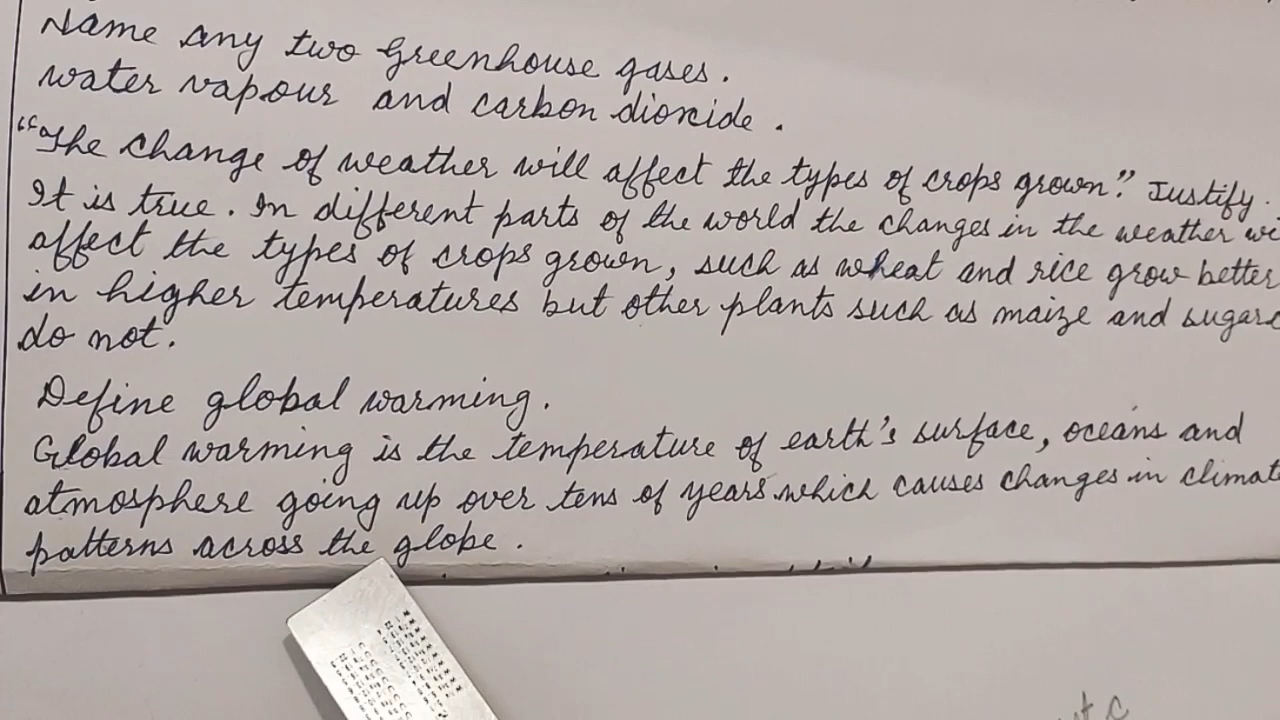 Name any two Greenhouse gases.
water vapour and carbon dioxide.
"The change of weather will affect the types of crops grown." Justify.
It is true. In different parts of the world the changes in the weather wi
affect the types of crops grown, such as wheat and rice grow better
in higher temperatures but other plants such as maize and sugarc
do not.
Define global warming.
Global warming is the temperature of earth's surface, oceans and
atmosphere going up over tens of years which causes changes in climat
patterns across the globe.